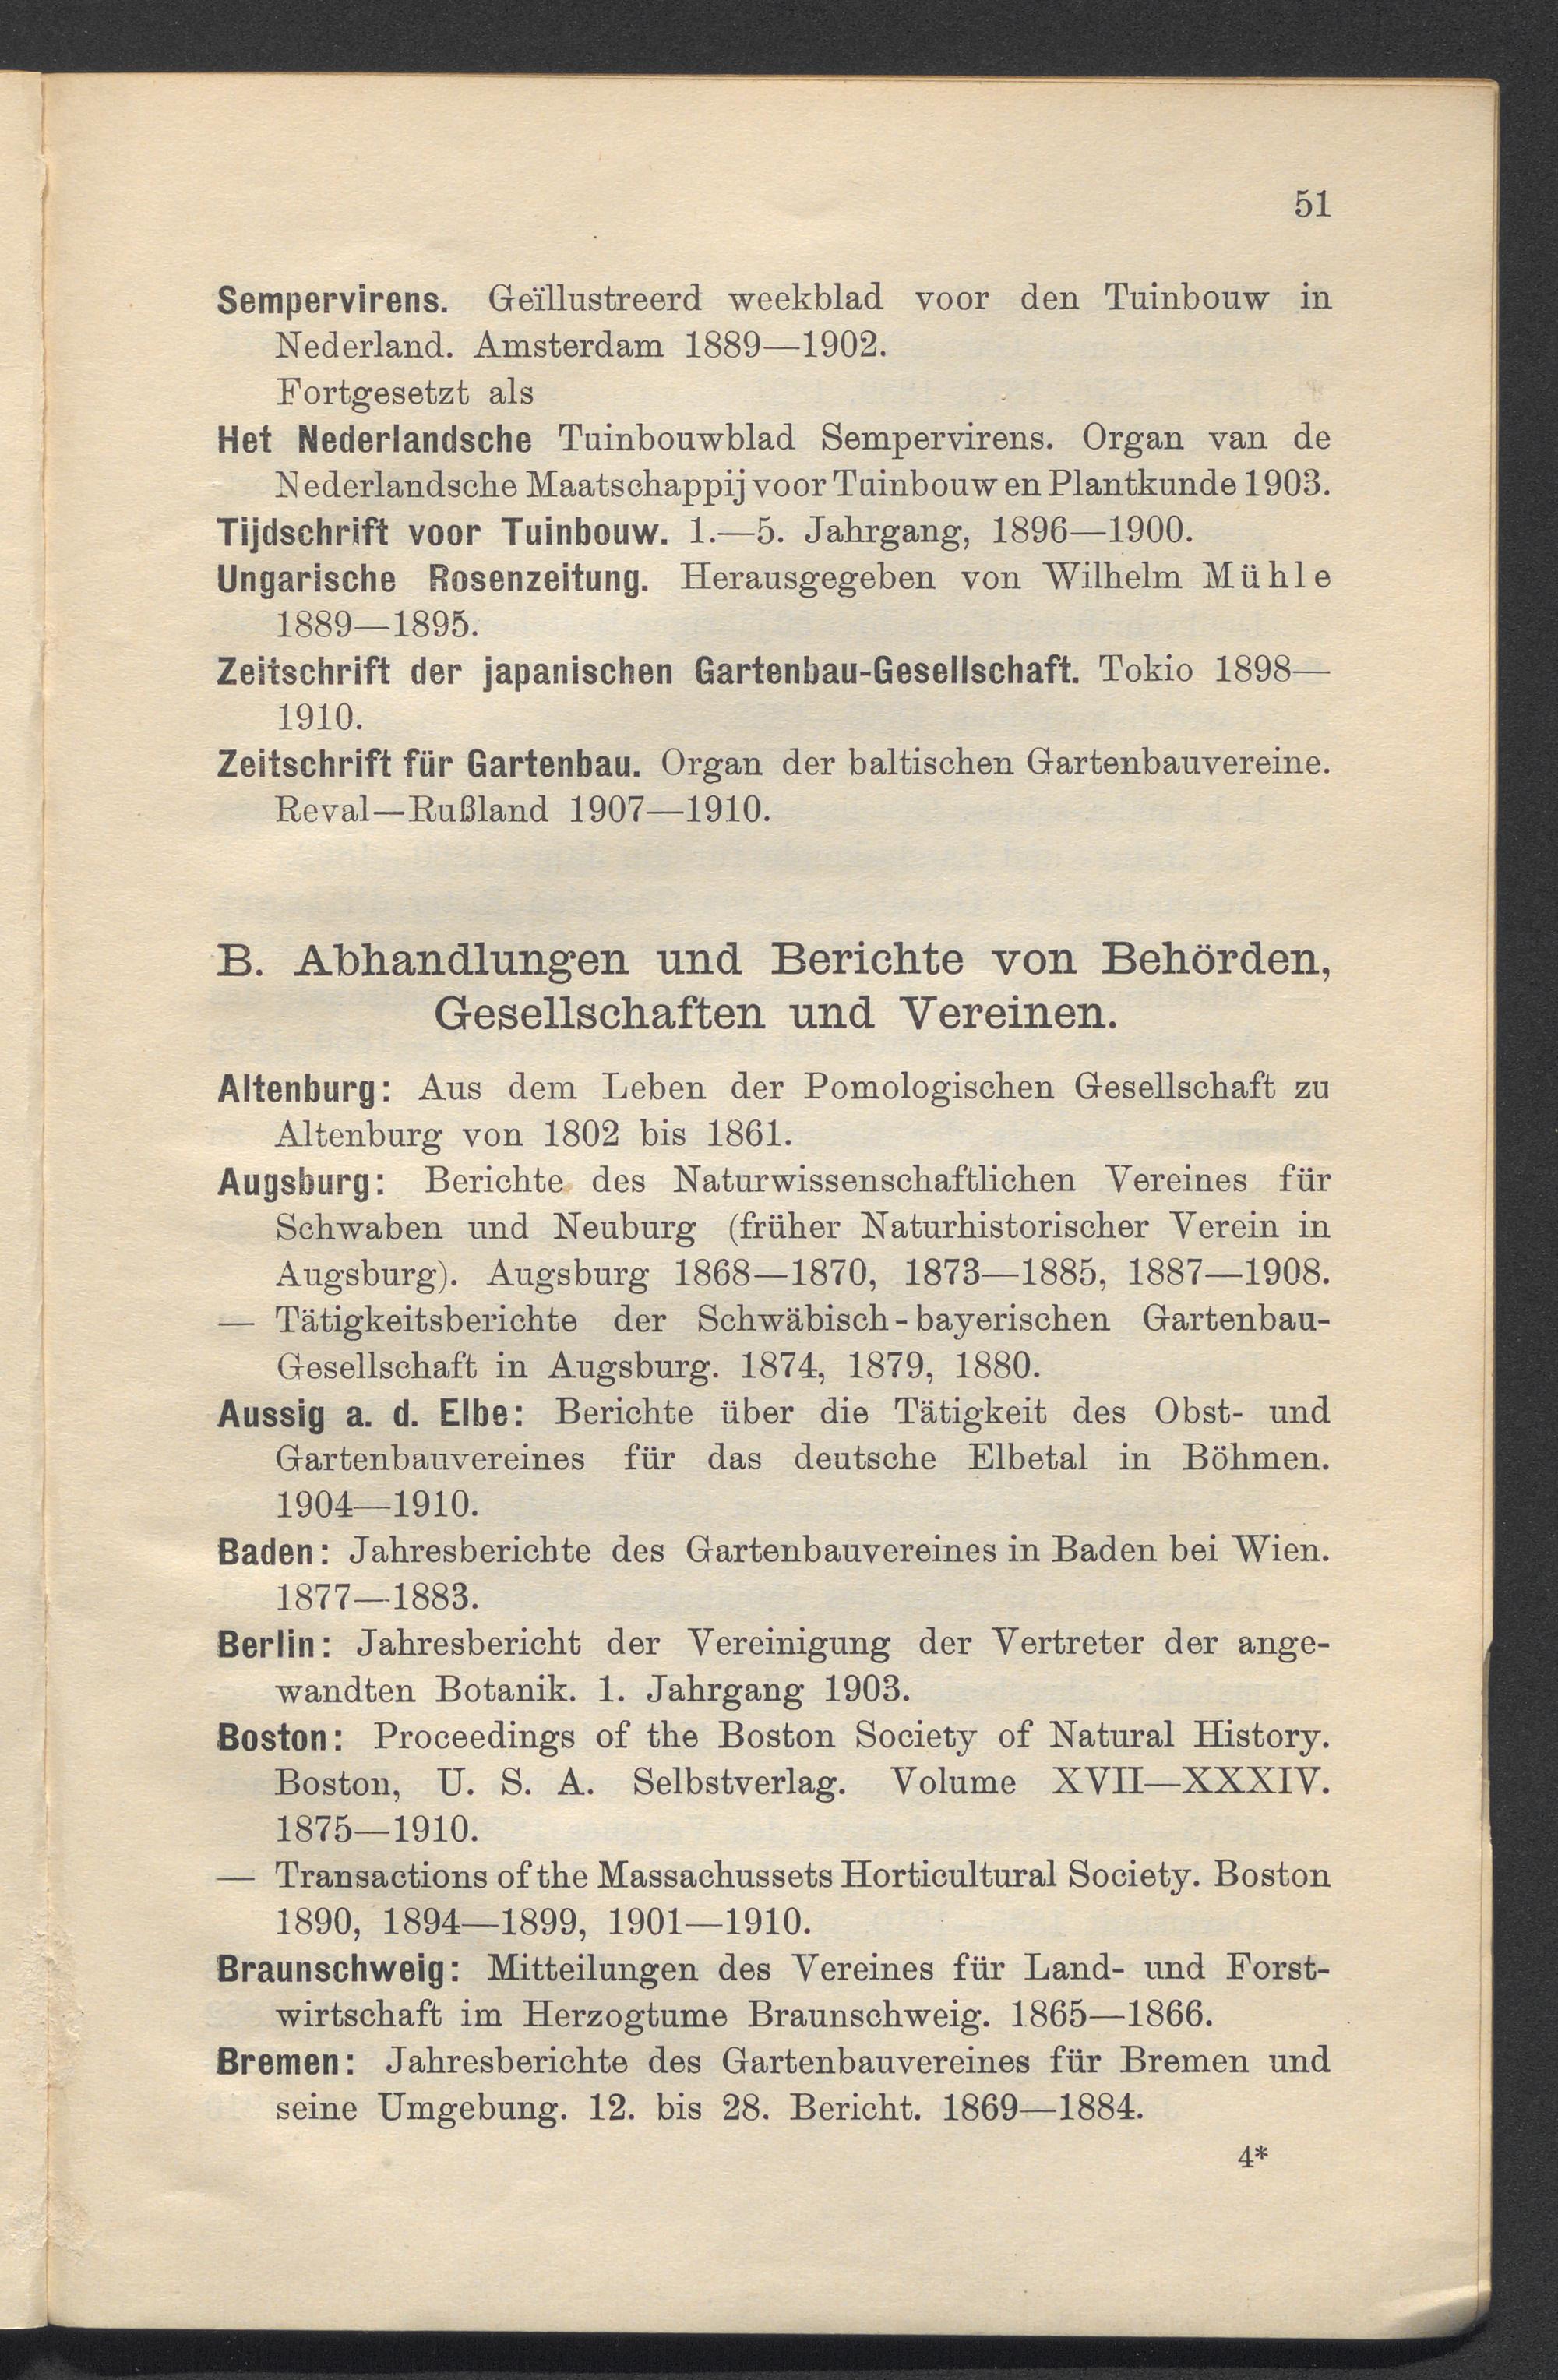 51
Sempervirens. Geïllustreerd weekblad voor den Tuinbouw in
Nederland. Amsterdam 1889—1902.
Fortgesetzt als
Het Nederlandsche Tuinbouwblad Sempervirens. Organ van de
Nederlandsche Maatschappij voor Tuinbouw en Plantkunde 1903.
Tijdschrift voor Tuinbouw. 1.—5. Jahrgang, 1896—1900.
Ungarische Rosenzeitung. Herausgegeben von Wilhelm Mühle
1889—1895.
Zeitschrift der japanischen Gartenbau-Gesellschaft. Tokio 1898—
1910.
Zeitschrift für Gartenbau. Organ der baltischen Gartenbauvereine.
Reval—Rußland 1907—1910.
B. Abhandlungen und Berichte von Behörden,
Gesellschaften und Vereinen.
Altenburg: Aus dem Leben der Pomologischen Gesellschaft zu
Altenburg von 1802 bis 1861.
Augsburg: Berichte des Naturwissenschaftlichen Vereines für
Schwaben und Neuburg (früher Naturhistorischer Verein in
Augsburg). Augsburg 1868—1870, 1873—1885, 1887—1908.
— Tätigkeitsberichte der Schwäbisch-bayerischen Gartenbau-
Gesellschaft in Augsburg. 1874, 1879, 1880.
Aussig a. d. Elbe: Berichte über die Tätigkeit des Obst- und
Gartenbauvereines für das deutsche Elbetal in Böhmen.
1904—1910.
Baden: Jahresberichte des Gartenbauvereines in Baden bei Wien.
1877—1883.
Berlin: Jahresbericht der Vereinigung der Vertreter der ange-
wandten Botanik. 1. Jahrgang 1903.
Boston: Proceedings of the Boston Society of Natural History.
Boston, U. S. A. Selbstverlag. Volume XVII—XXXIV.
1875—1910.
— Transactions of the Massachussets Horticultural Society. Boston
1890, 1894—1899, 1901—1910.
Braunschweig: Mitteilungen des Vereines für Land- und Forst-
wirtschaft im Herzogtume Braunschweig. 1865—1866.
Bremen: Jahresberichte des Gartenbauvereines für Bremen und
seine Umgebung. 12. bis 28. Bericht. 1869—1884.
4*